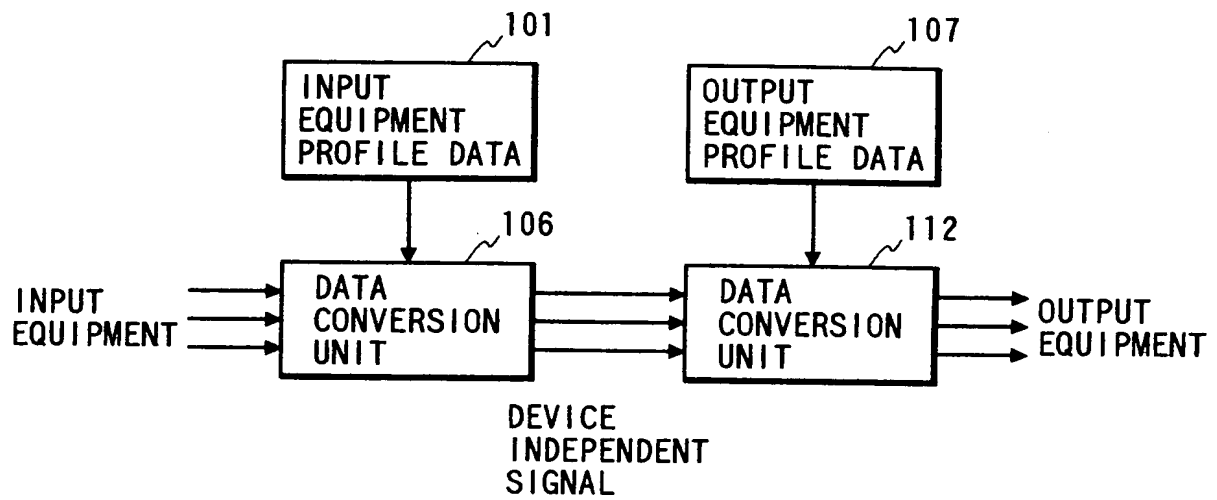 101
INPUT
EQUIPMENT
PROFILE DATA
107
OUTPUT
EQUIPMENT
PROFILE DATA
INPUT
EQUIPMENT
106
DATA
CONVERSION
UNIT
DEVICE
INDEPENDENT
SIGNAL
112
DATA
CONVERSION
UNIT
OUTPUT
EQUIPMENT